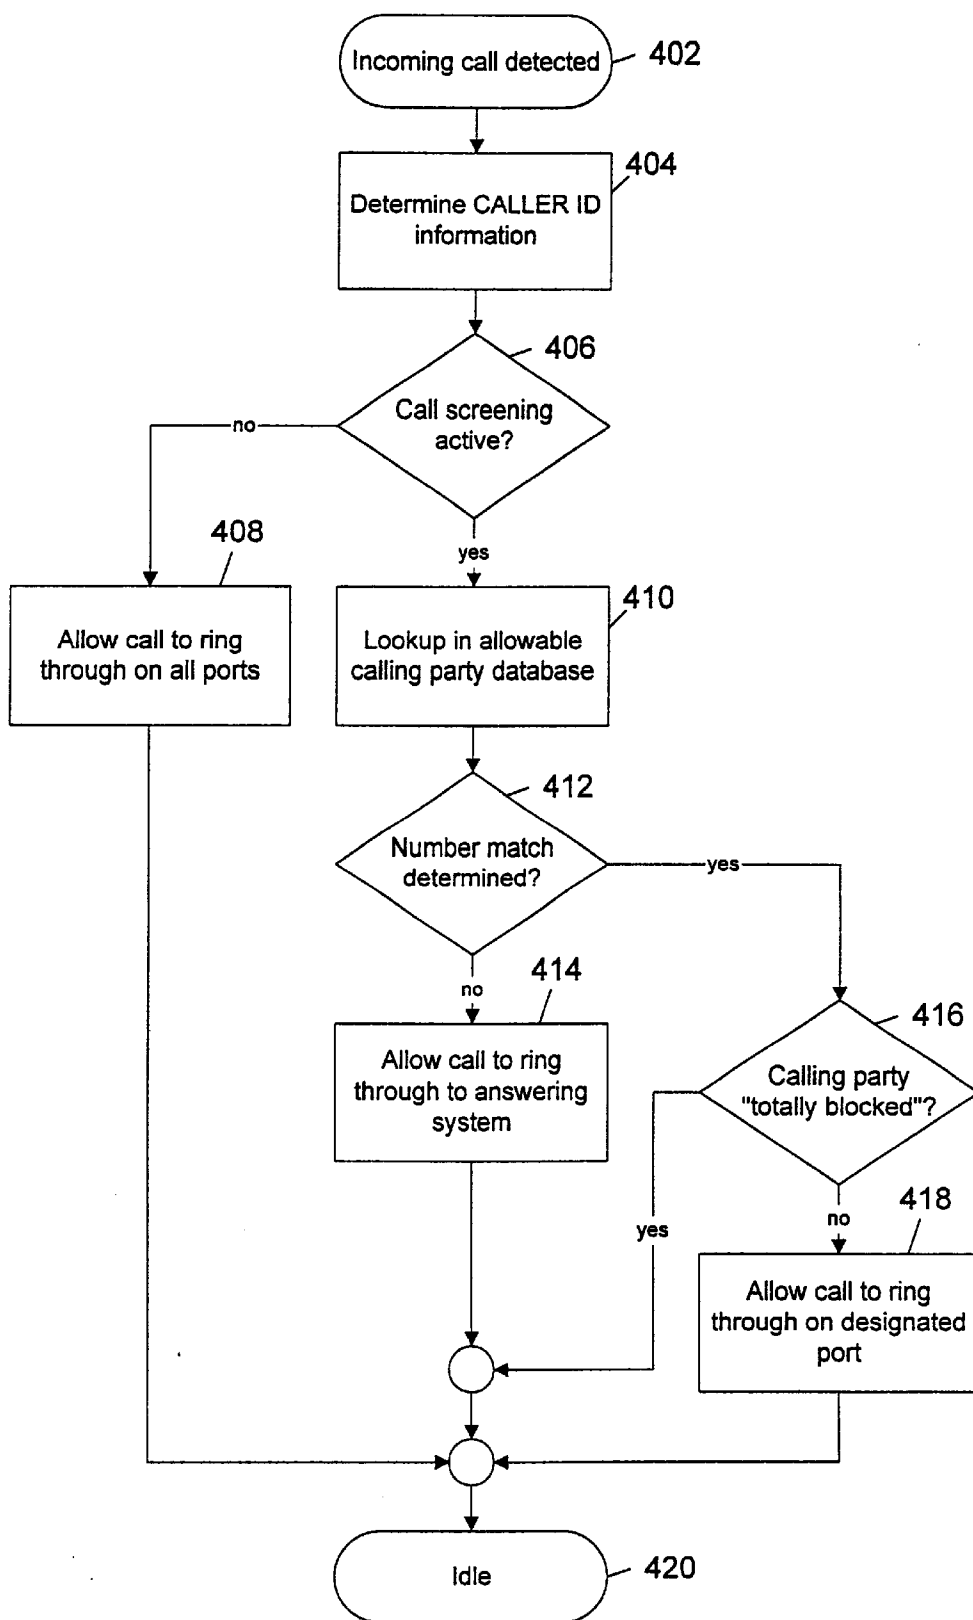 Incoming call detected
402
404
Determine CALLER ID
information
406
Call screening
active?
no
yes
408
Allow call to ring
through on all ports
410
Lookup in allowable
calling party database
412
Number match
determined?
yes
no
414
Allow call to ring
through to answering
system
416
Calling party
"totally blocked"?
yes
no
418
Allow call to ring
through on designated
port
Idle
420